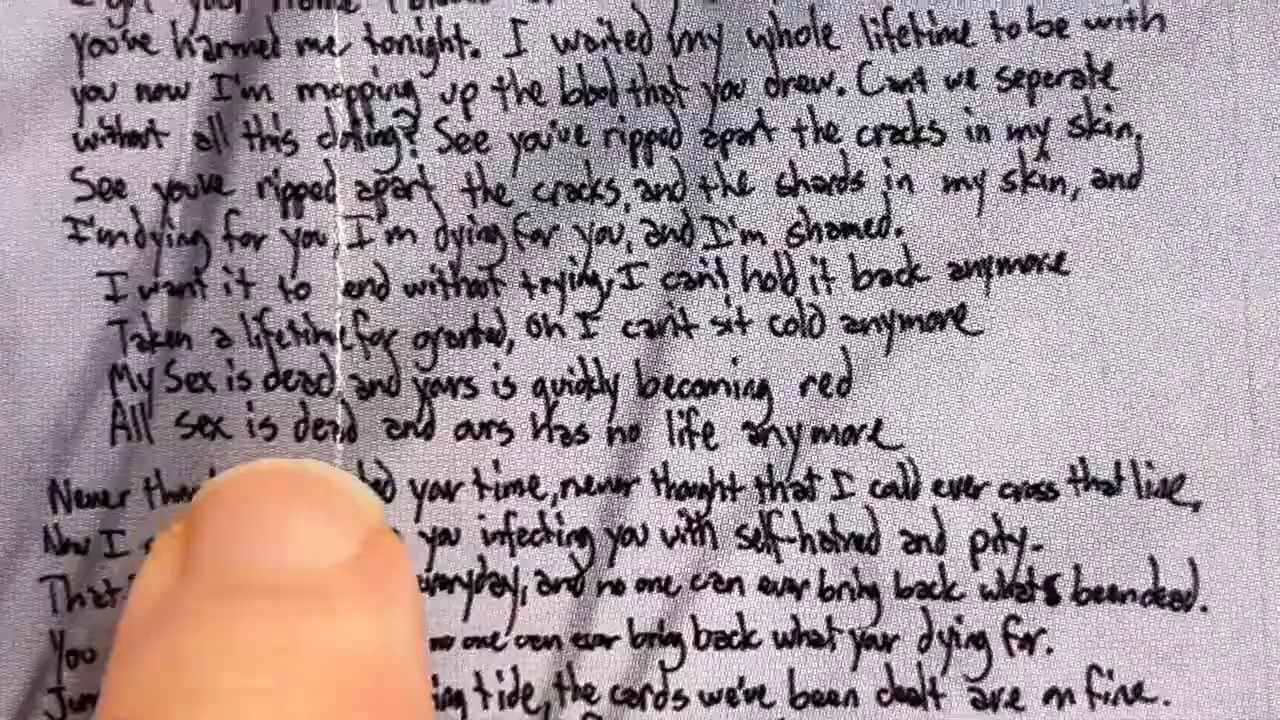 your
you've harmed me tonight. I waited my whole lifetime to be with
you now I'm mopping up the blood that you drew. Can't we seperate
without all this dating? See you've ripped apart the cracks in my skin,
See you've ripped apart the cracks, and the shards in my skin, and
I'm dying for you, I'm dying for you, and I'm shamed.
I want it to end without trying, I can't hold it back anymore
Taken a lifetime for granted, Oh I can't sit cold anymore
My Sex is dead, and yours is quickly becoming red
All sex is dead and ours Has no life anymore
Never your time, never thought that I could ever cross that line,
Now I you infecting you with self-hatred and pity-
everyday, and no one can ever bring back what's been dead.
You no one can ever bring back what your dying for.
tide, the cards we've been dealt are on fire.